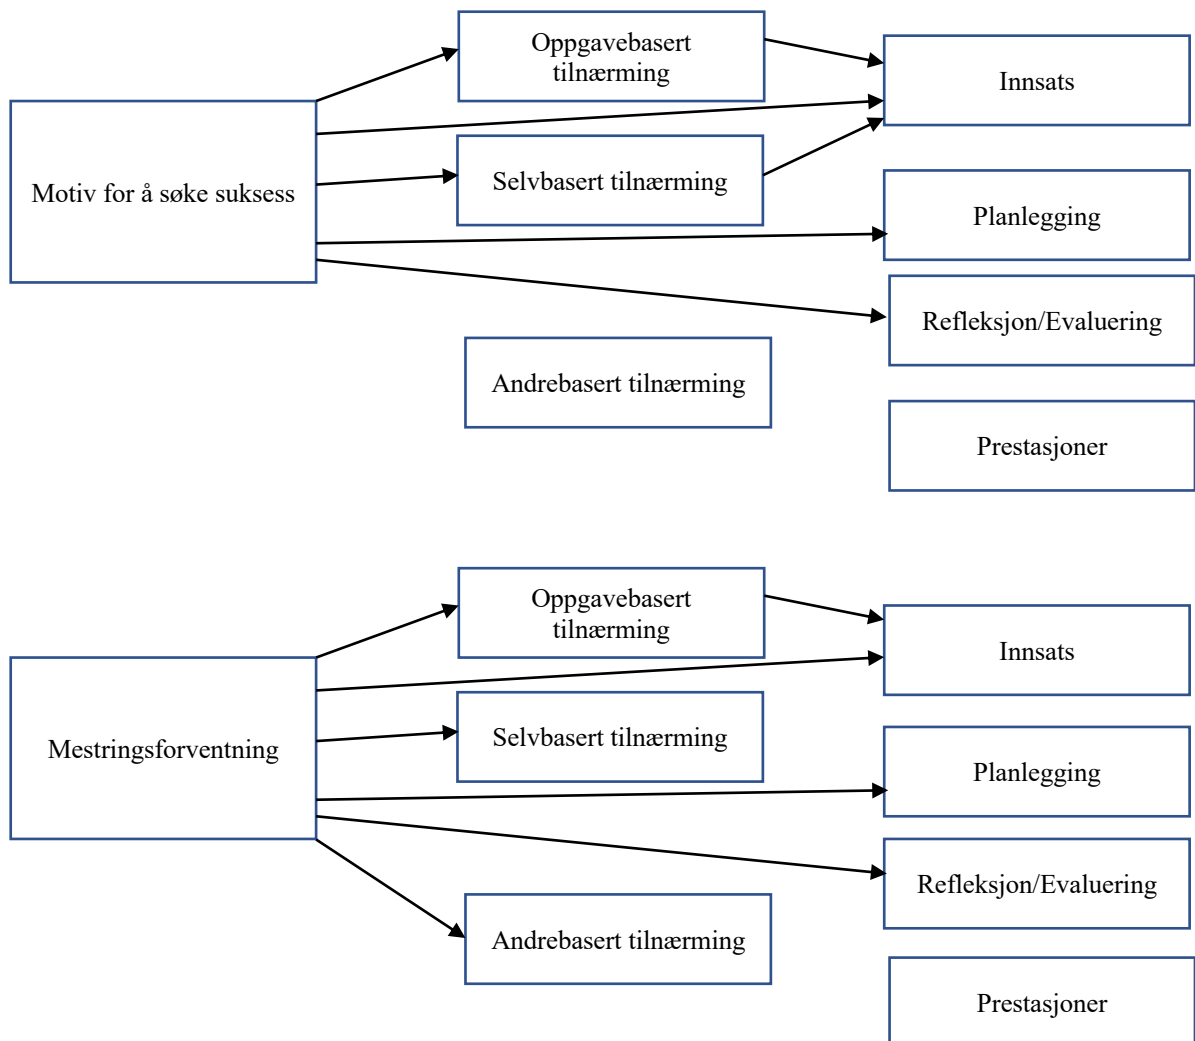 Oppgavebasert
tilnærming
Innsats
Motiv for å søke suksess
Selvbasert tilnærming
Planlegging
Refleksjon/Evaluering
Andrebasert tilnærming
Prestasjoner
Oppgavebasert
tilnærming
Innsats
Mestringsforventning
Selvbasert tilnærming
Planlegging
Refleksjon/Evaluering
Andrebasert tilnærming
Prestasjoner